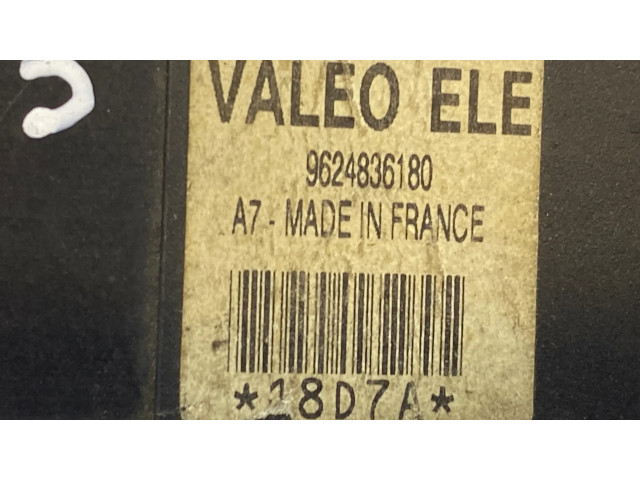 VALEO ELE
9624836180
A7 - MADE IN FRANCE
*18D7A*